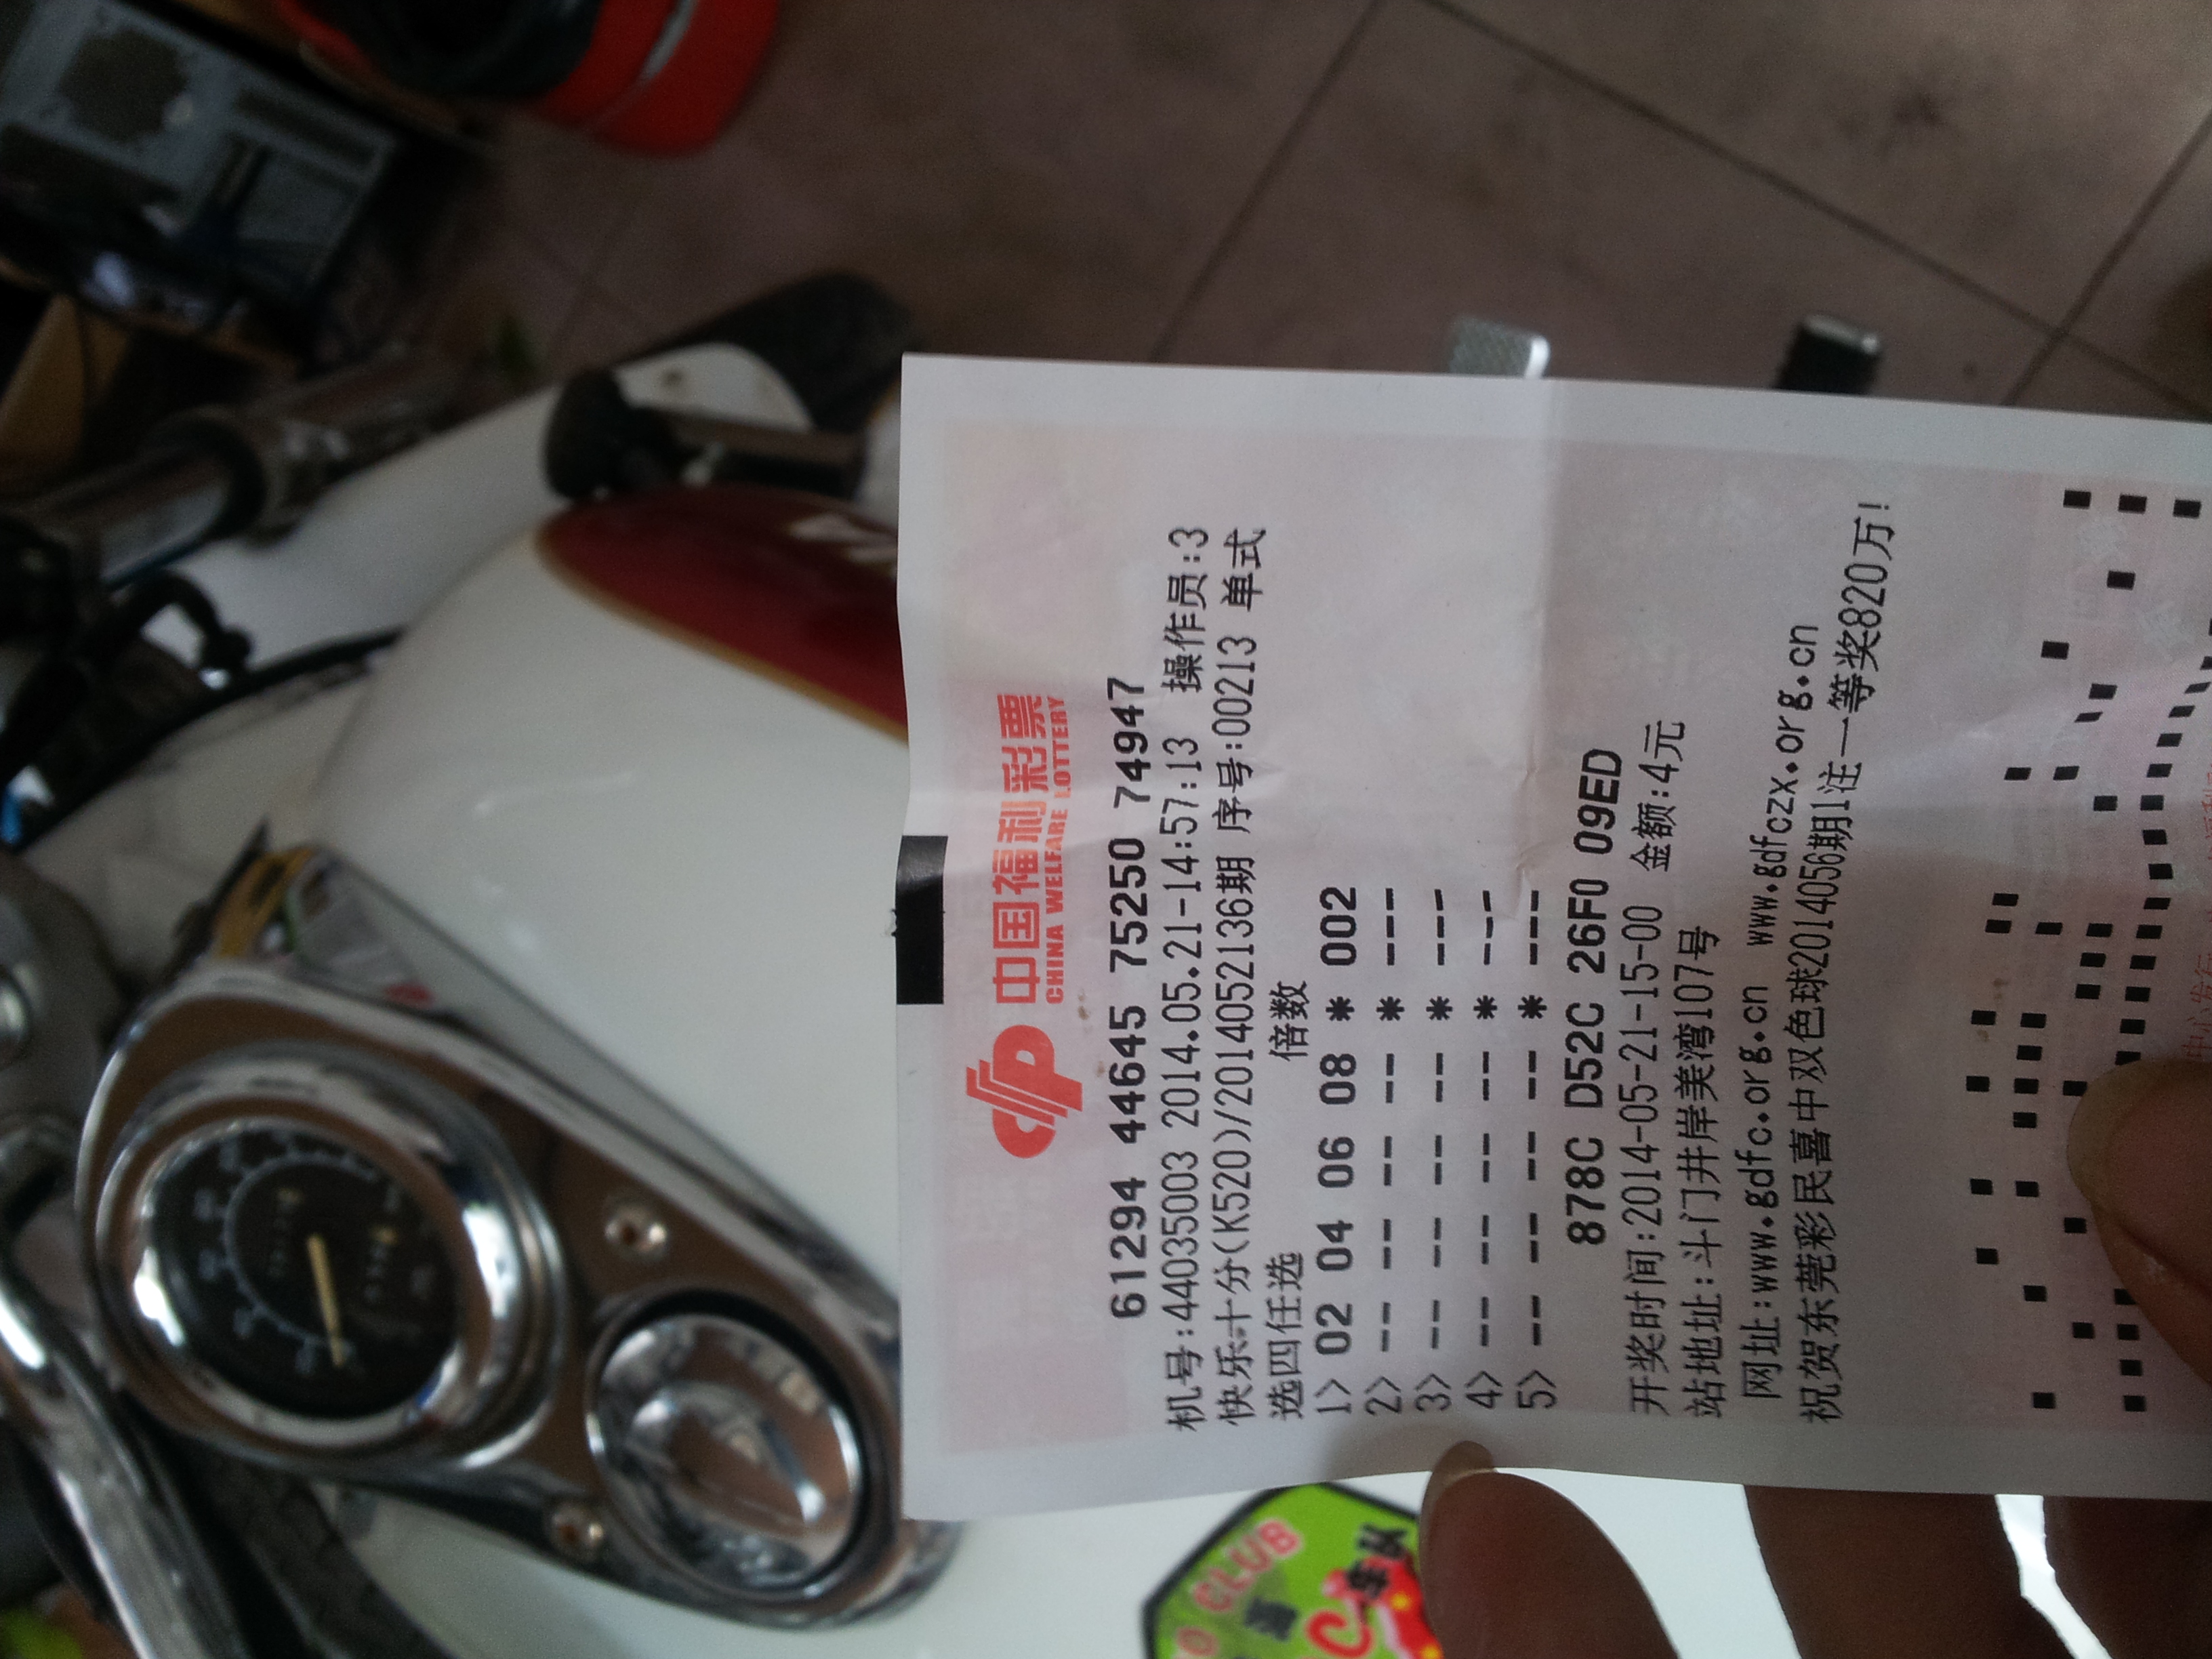 中国福利彩票
CHINA WELFARE LOTTERY
61294 44645 75250 74947
机号:44035003 2014.05.21-14:57:13 操作员:3
快乐十分(K520)/2014052136期 序号:00213 单式
选四任选 倍数
1> 02 04 06 08 * 002
2> -- -- -- -- * ---
3> -- -- -- -- * ---
4> -- -- -- -- * ---
5> -- -- -- -- * ---
878C D52C 26F0 09ED
开奖时间:2014-05-21-15-00 金额:4元
站地址:斗门井岸美湾107号
网址:www.gdfc.org.cn www.gdfczx.org.cn
祝贺东莞彩民喜中双色球2014056期1注一等奖820万!
CLUB